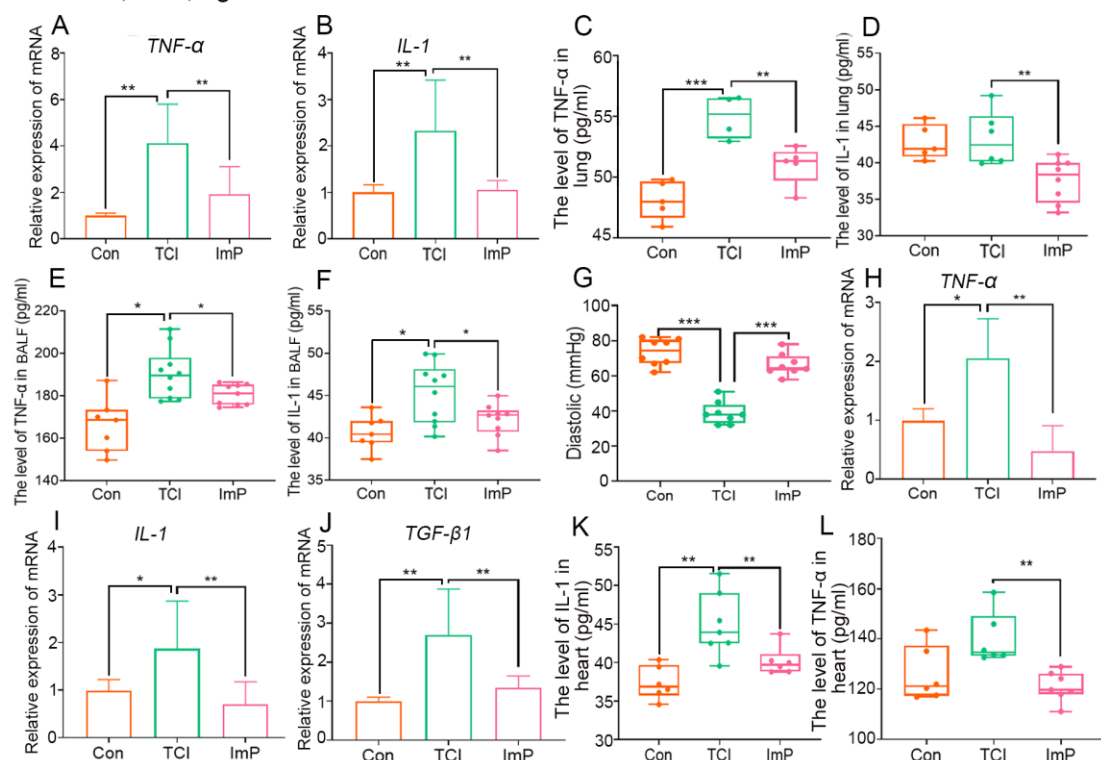 A
TNF-α
Relative expression of mRNA
8
6
4
2
0
**
**
Con
TCI
ImP
B
IL-1
Relative expression of mRNA
4
3
2
1
0
**
**
Con
TCI
ImP
C
The level of TNF-α in
lung (pg/ml)
55
50
45
***
**
Con
TCI
ImP
D
The level of IL-1 in lung (pg/ml)
55
50
45
40
35
30
**
Con
TCI
ImP
E
The level of TNF-α in BALF (pg/ml)
220
200
180
160
140
*
*
Con
TCI
ImP
F
The level of IL-1 in BALF (pg/ml)
55
50
45
40
35
*
*
Con
TCI
ImP
G
Diastolic (mmHg)
100
80
60
40
20
0
***
***
Con
TCI
ImP
H
TNF-α
Relative expression of mRNA
3
2
1
0
*
**
Con
TCI
ImP
I
IL-1
Relative expression of mRNA
4
3
2
1
0
*
**
Con
TCI
ImP
J
TGF-β1
Relative expression of mRNA
5
4
3
2
1
0
**
**
Con
TCI
ImP
K
The level of IL-1 in
heart (pg/ml)
55
50
45
40
35
30
**
**
Con
TCI
ImP
L
The level of TNF-α in
heart (pg/ml)
180
160
140
120
100
**
Con
TCI
ImP